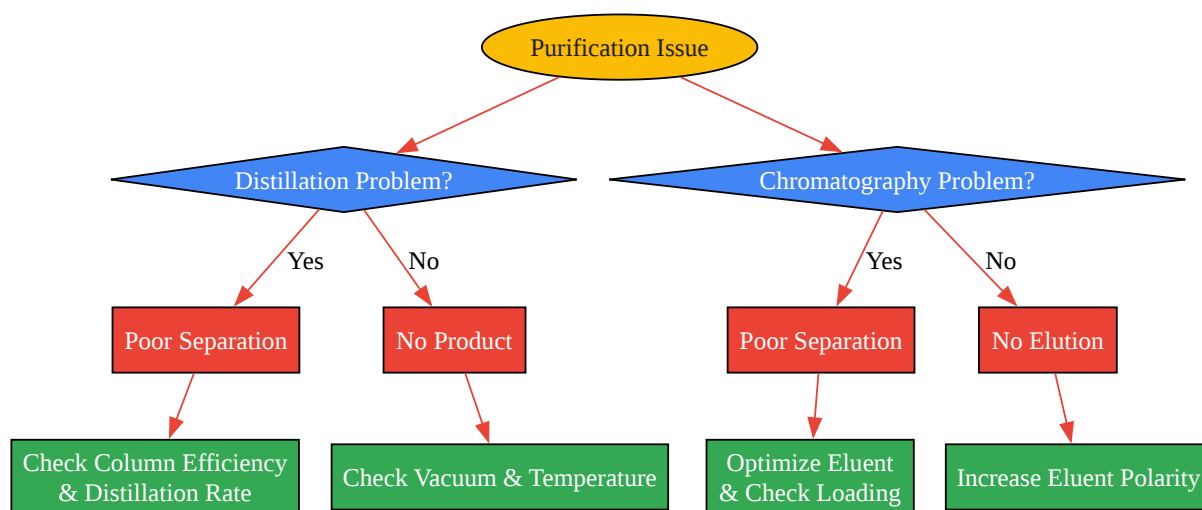 Purification Issue
Distillation Problem?
Chromatography Problem?
Yes
No
Yes
No
Poor Separation
No Product
Poor Separation
No Elution
Check Column Efficiency
& Distillation Rate
Check Vacuum & Temperature
Optimize Eluent
& Check Loading
Increase Eluent Polarity